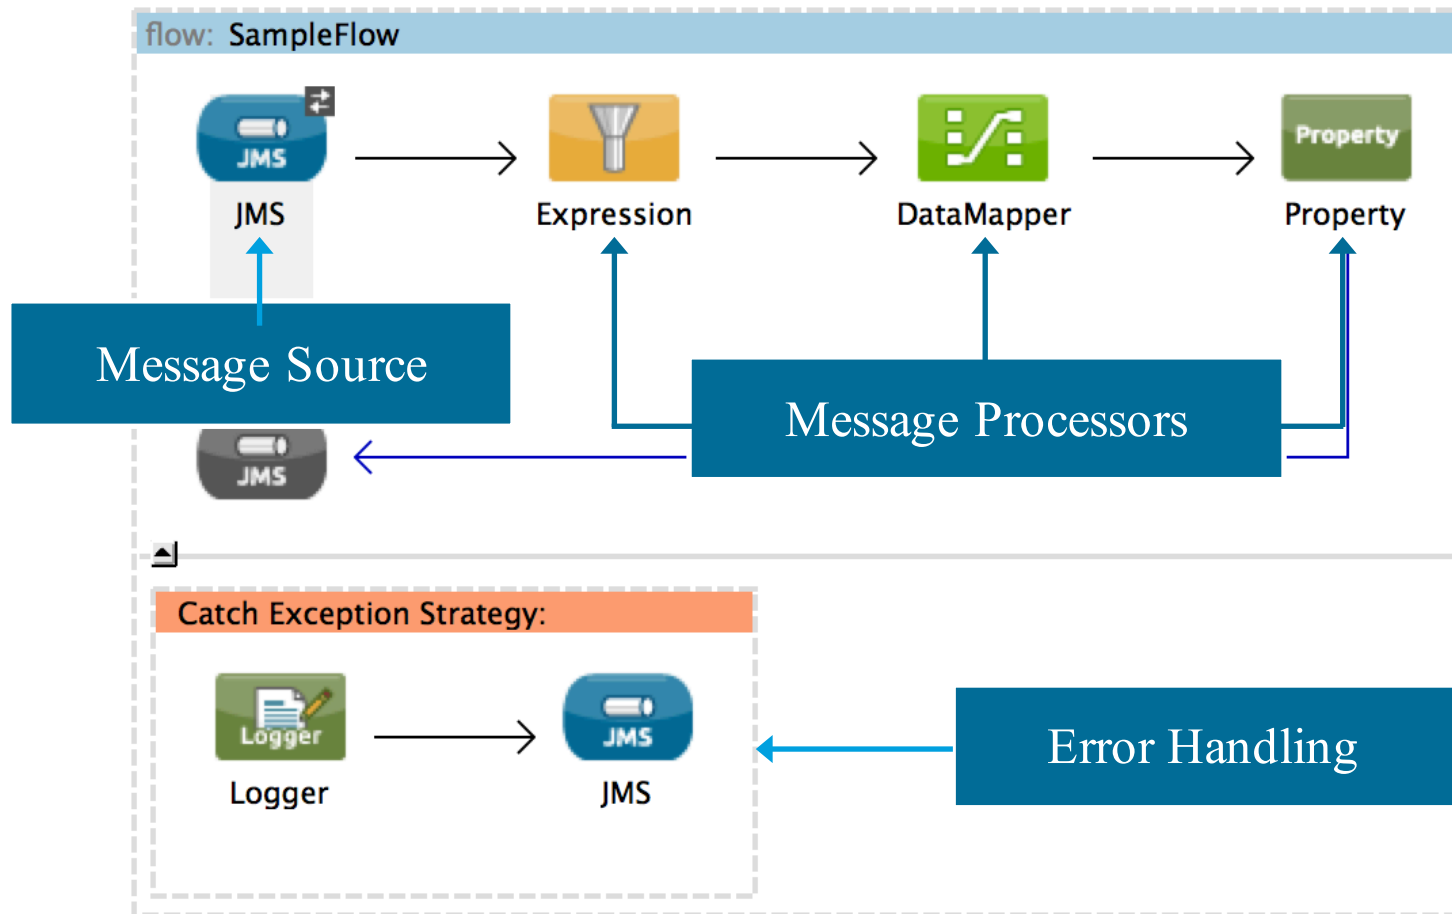 flow: SampleFlow
JMS
Property
JMS
Expression
DataMapper
Property
Message Source
Message Processors
JMS
Catch Exception Strategy:
Logger
JMS
Logger
JMS
Error Handling